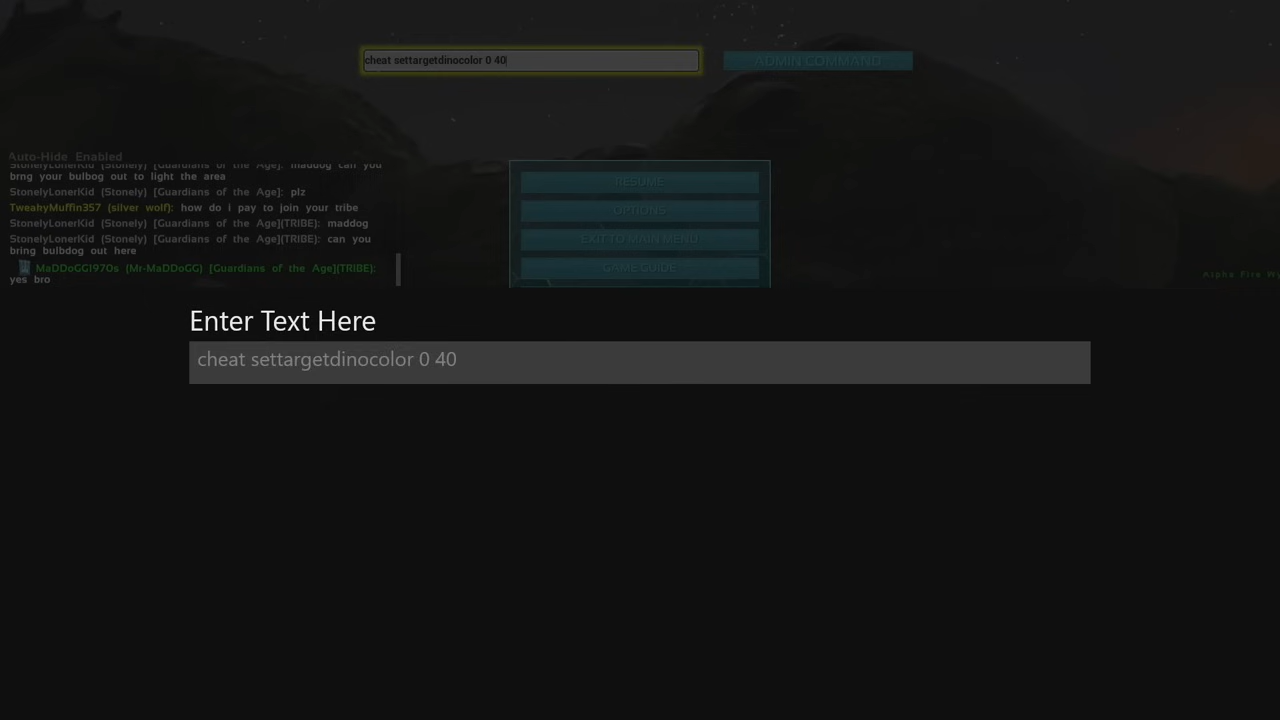 cheat settargetdinocolor 0 40
ADMIN COMMAND
Auto-Hide Enabled
StonelyLonerKid (Stonely) [Guardians of the Age]: maddog can you
brng your bulbog out to light the area
StonelyLonerKid (Stonely) [Guardians of the Age]: plz
TweakyMuffin357 (silver wolf): how do i pay to join your tribe
StonelyLonerKid (Stonely) [Guardians of the Age](TRIBE): maddog
StonelyLonerKid (Stonely) [Guardians of the Age](TRIBE): can you
bring bulbdog out here
MaDDoGG1970s (Mr-MaDDoGG) [Guardians of the Age](TRIBE):
yes bro
RESUME
OPTIONS
EXIT TO MAIN MENU
GAME GUIDE
Alpha Fire Wy
Enter Text Here
cheat settargetdinocolor 0 40